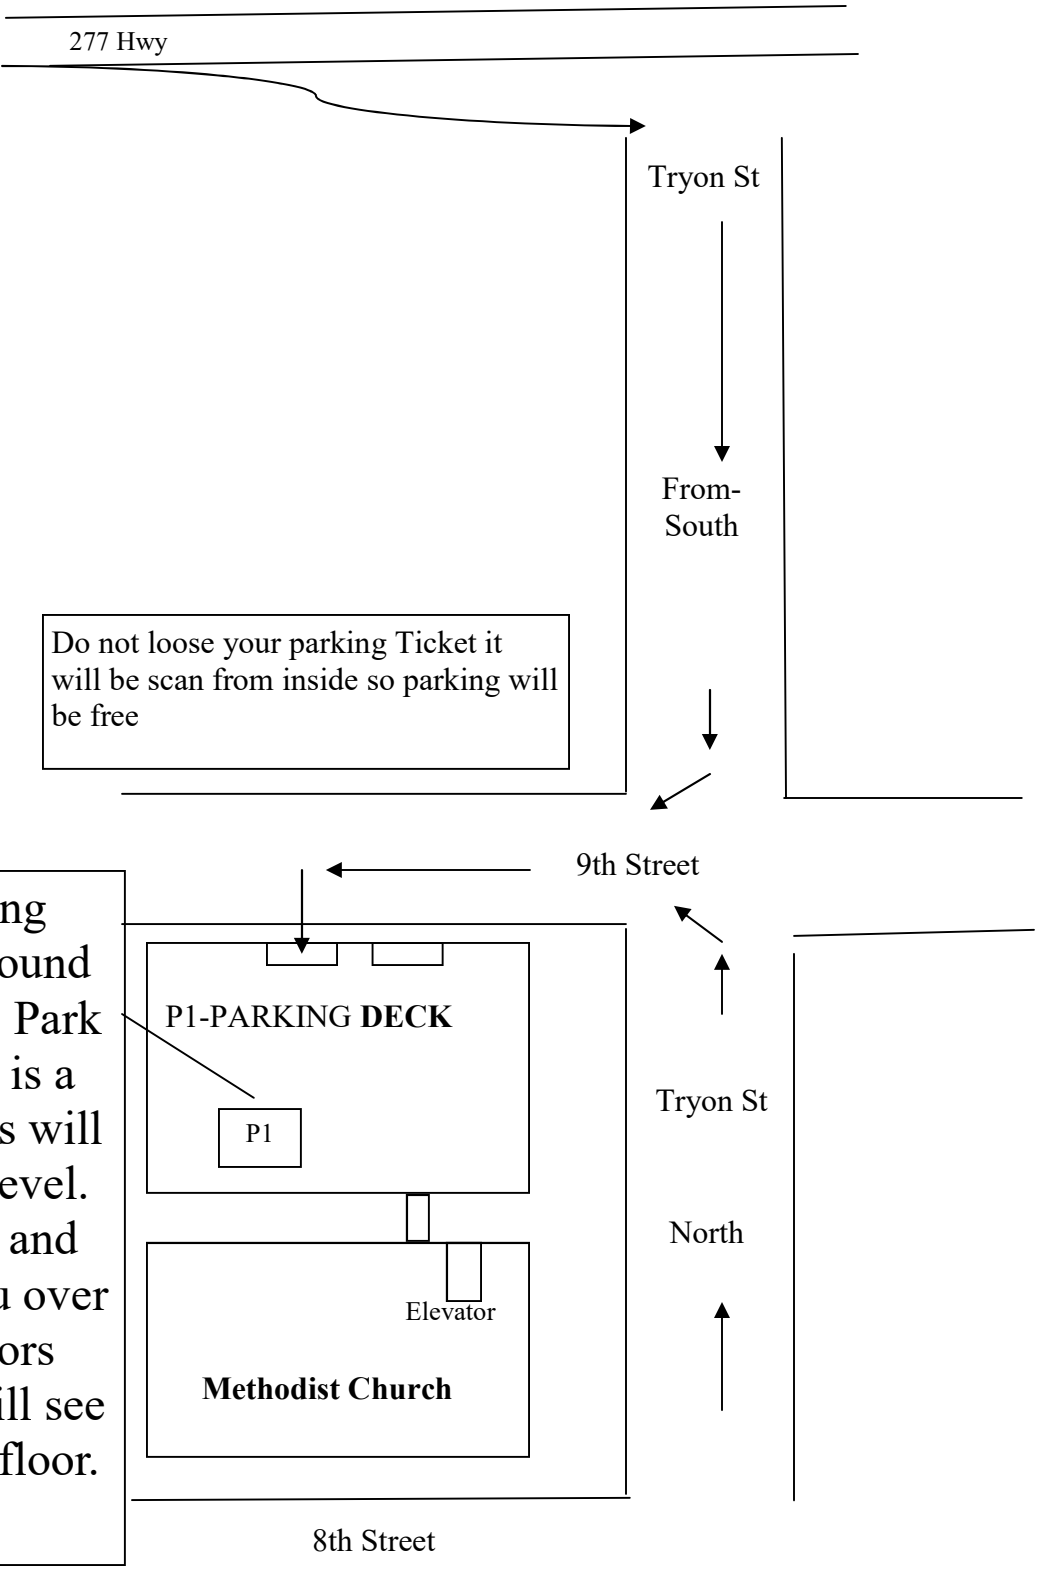 277 Hwy
Tryon St
From-
South
Do not loose your parking Ticket it
will be scan from inside so parking will
be free
9th Street
ng
ound
Park
is a
s will
evel.
and
u over
ors
ill see
floor.
P1-PARKING DECK
P1
Tryon St
North
Elevator
Methodist Church
8th Street